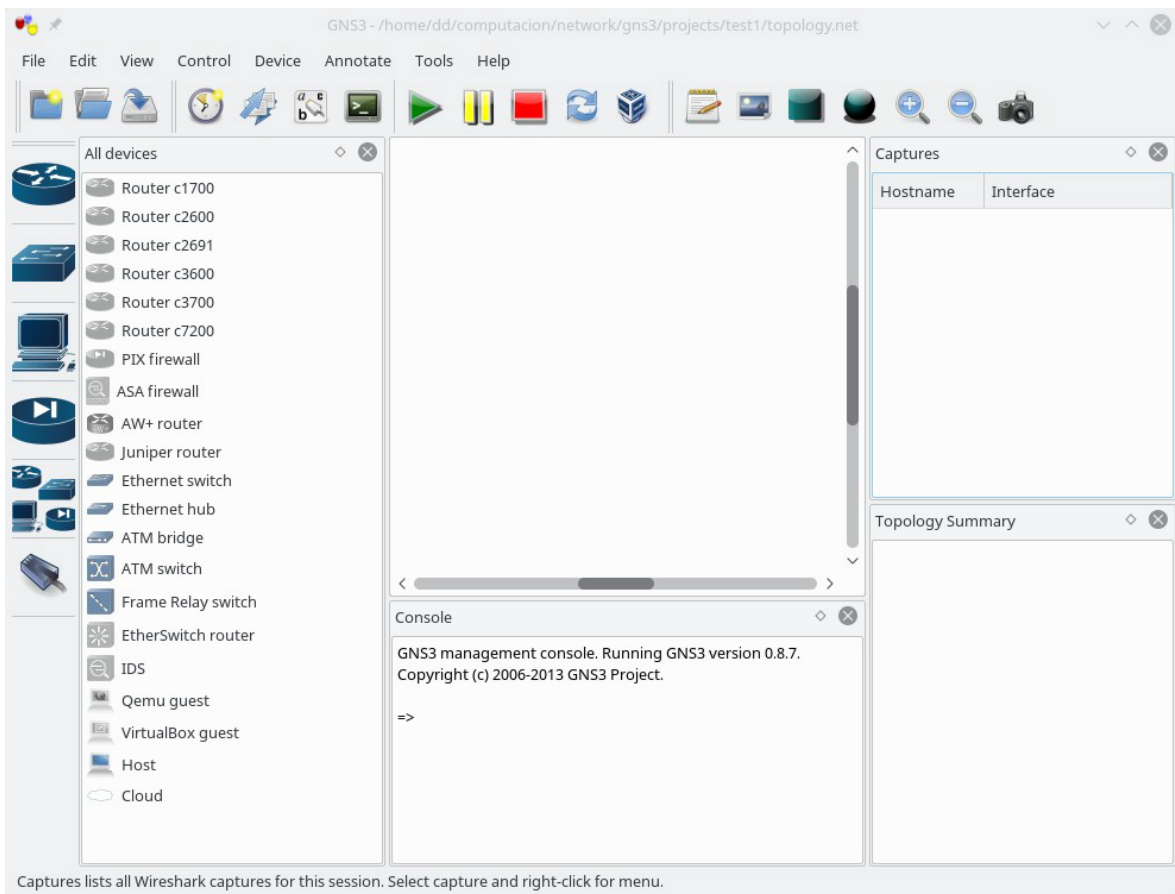 GNS3 - /home/dd/computacion/network/gns3/projects/test1/topology.net
File Edit View Control Device Annotate Tools Help
All devices
Router c1700
Router c2600
Router c2691
Router c3600
Router c3700
Router c7200
PIX firewall
ASA firewall
AW+ router
Juniper router
Ethernet switch
Ethernet hub
ATM bridge
ATM switch
Frame Relay switch
EtherSwitch router
IDS
Qemu guest
VirtualBox guest
Host
Cloud
Console
GNS3 management console. Running GNS3 version 0.8.7.
Copyright (c) 2006-2013 GNS3 Project.
=>
Captures
Hostname Interface
Topology Summary
Captures lists all Wireshark captures for this session. Select capture and right-click for menu.